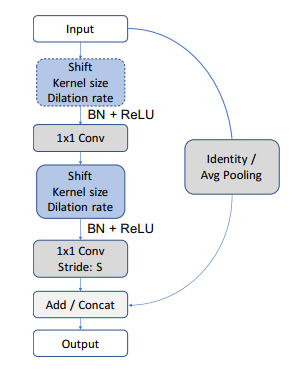 Input
Shift
Kernel size
Dilation rate
BN + ReLU
1x1 Conv
Shift
Kernel size
Dilation rate
BN + ReLU
1x1 Conv
Stride: S
Add / Concat
Output
Identity /
Avg Pooling